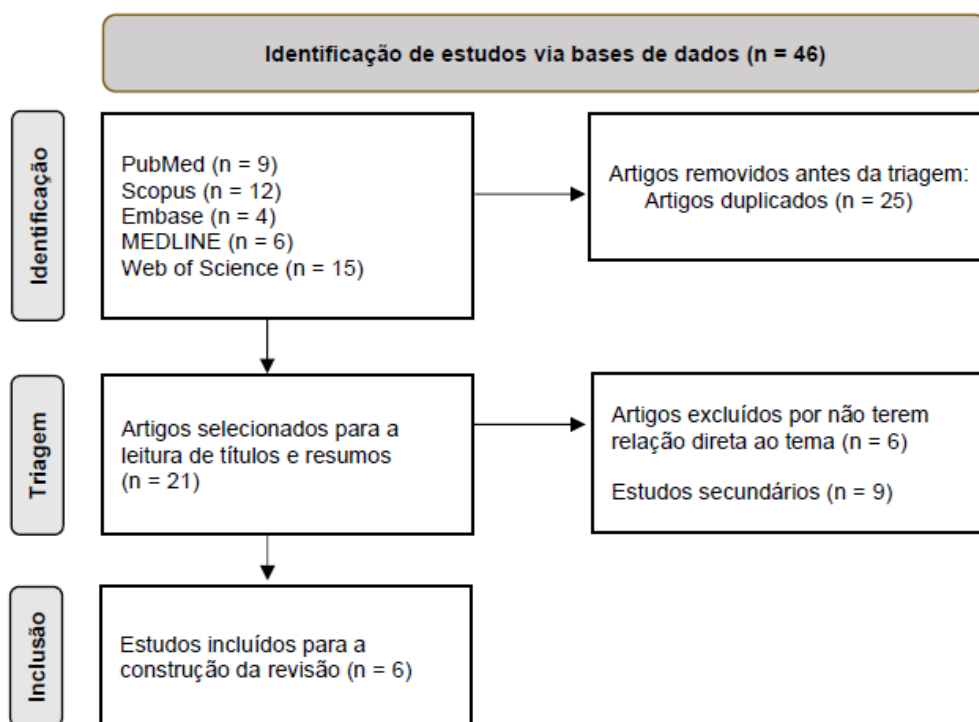 Identificação de estudos via bases de dados (n = 46)
Identificação
PubMed (n = 9)
Scopus (n = 12)
Embase (n = 4)
MEDLINE (n = 6)
Web of Science (n = 15)
Artigos removidos antes da triagem:
Artigos duplicados (n = 25)
Triagem
Artigos selecionados para a
leitura de títulos e resumos
(n = 21)
Artigos excluídos por não terem
relação direta ao tema (n = 6)
Estudos secundários (n = 9)
Inclusão
Estudos incluídos para a
construção da revisão (n = 6)